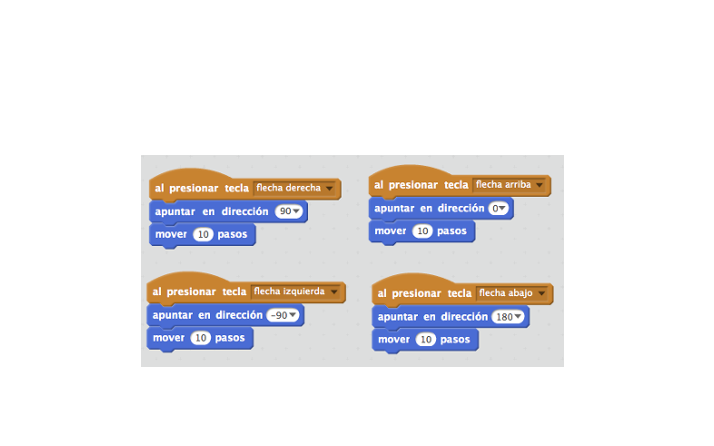 al presionar tecla flecha derecha
apuntar en dirección 90
mover 10 pasos
al presionar tecla flecha arriba
apuntar en dirección 0
mover 10 pasos
al presionar tecla flecha izquierda
apuntar en dirección -90
mover 10 pasos
al presionar tecla flecha abajo
apuntar en dirección 180
mover 10 pasos